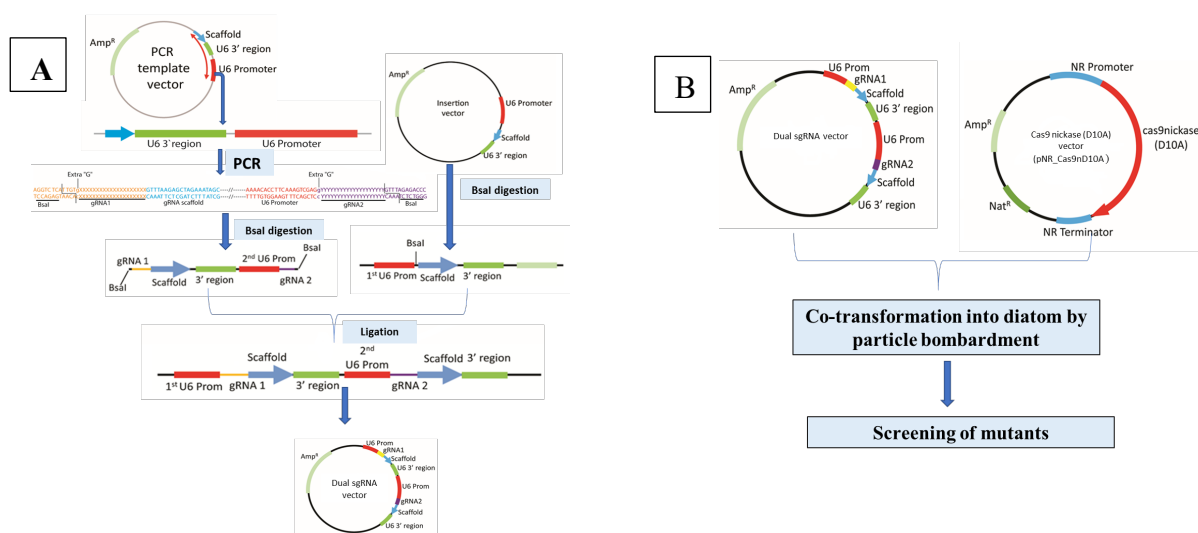 A
Amp^R
PCR
template
vector
Scaffold
U6 3' region
U6 Promoter
U6 3`region
U6 Promoter
PCR
Extra "G"
Extra "G"
BsaI
gRNA1
gRNA scaffold
U6 Promoter
gRNA2
BsaI
Amp^R
Insertion
vector
U6 Promoter
Scaffold
U6 3' region
BsaI digestion
BsaI digestion
gRNA 1
BsaI
Scaffold
3' region
2nd U6 Prom
gRNA 2
BsaI
BsaI
1st U6 Prom
Scaffold
3' region
Ligation
1st U6 Prom
gRNA 1
Scaffold
3' region
2nd
U6 Prom
gRNA 2
Scaffold 3' region
Amp^R
Dual sgRNA
vector
U6 Prom
gRNA1
Scaffold
U6 3' region
U6 Prom
gRNA2
Scaffold
U6 3' region
B
Amp^R
Dual sgRNA vector
U6 Prom
gRNA1
Scaffold
U6 3' region
U6 Prom
gRNA2
Scaffold
U6 3' region
NR Promoter
Amp^R
Cas9 nickase (D10A)
vector
(pNR_Cas9nD10A )
cas9nickase
(D10A)
Nat^R
NR Terminator
Co-transformation into diatom by
particle bombardment
Screening of mutants